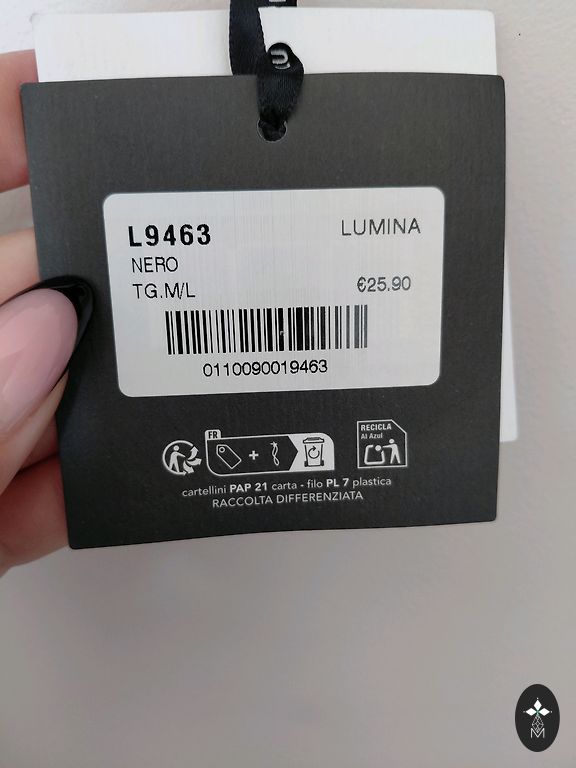 L9463
LUMINA
NERO
TG.M/L
€25.90
0110090019463
FR
+
RECICLA
Al Azul
cartellini PAP 21 carta - filo PL 7 plastica
RACCOLTA DIFFERENZIATA
M